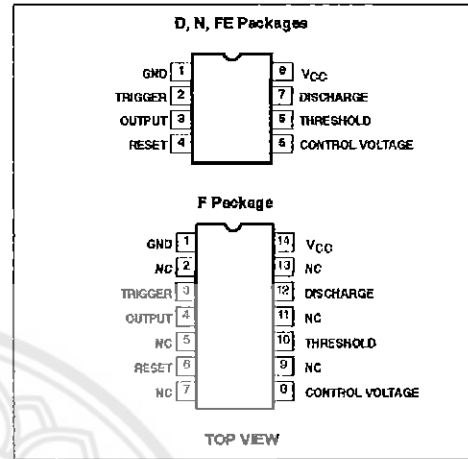 D, N, FE Packages
GND 1 8 VCC
TRIGGER 2 7 DISCHARGE
OUTPUT 3 6 THRESHOLD
RESET 4 5 CONTROL VOLTAGE
F Package
GND 1 14 VCC
NC 2 13 NC
TRIGGER 3 12 DISCHARGE
OUTPUT 4 11 NC
NC 5 10 THRESHOLD
RESET 6 9 NC
NC 7 8 CONTROL VOLTAGE
TOP VIEW